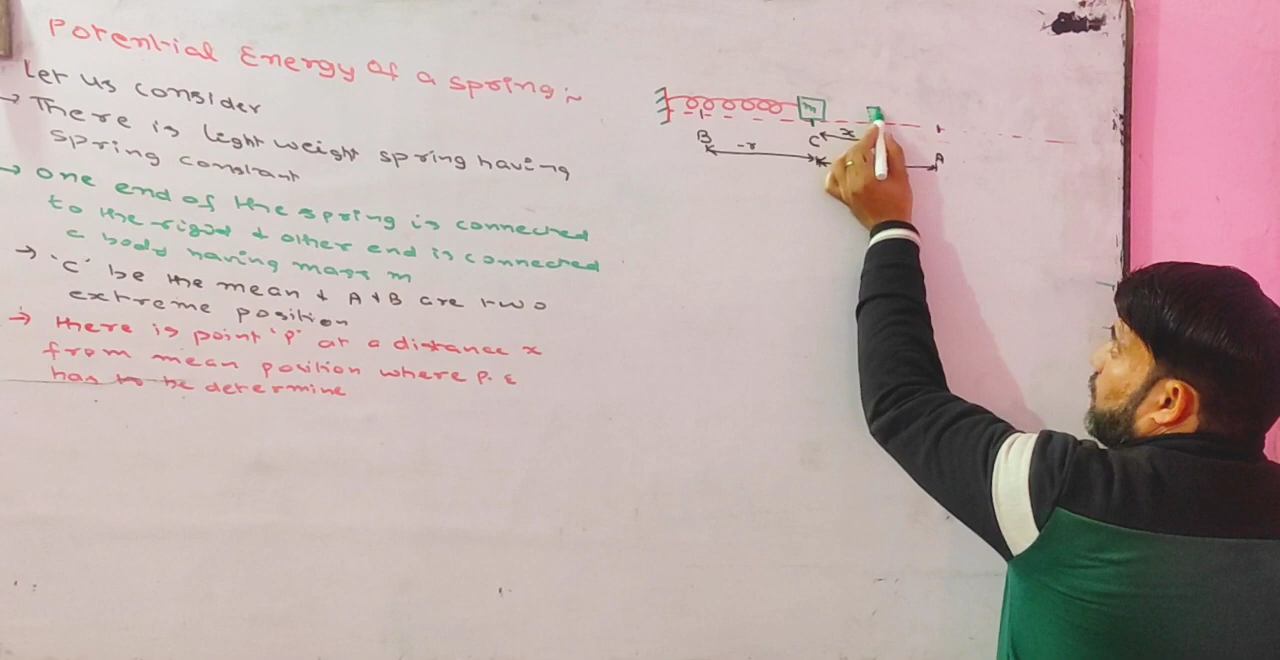 Potential Energy of a spring :~
Let us consider
→ There is light weight spring having
spring constant
→ one end of the spring is connected
to the rigid & other end is connected
a body having mass m
→ 'C' be the mean & A & B are two
extreme position
→ there is point 'P' at a distance x
from mean position where P.E
has to be determine
m
B
C
x
A
-r